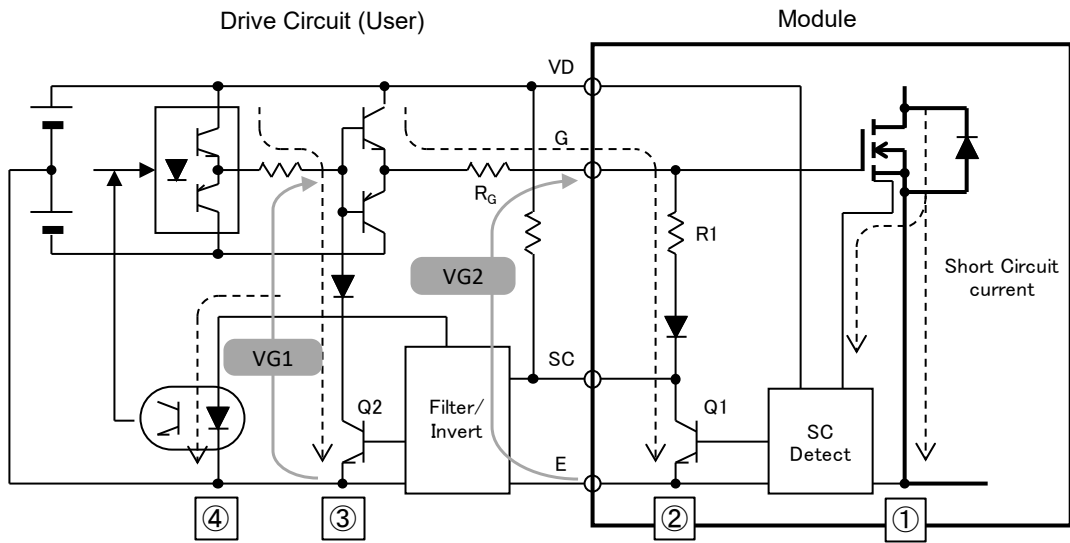 Drive Circuit (User)
Module
VD
G
RG
R1
VG2
Short Circuit
current
VG1
SC
Q2
Filter/
Invert
Q1
SC
Detect
E
④
③
②
①